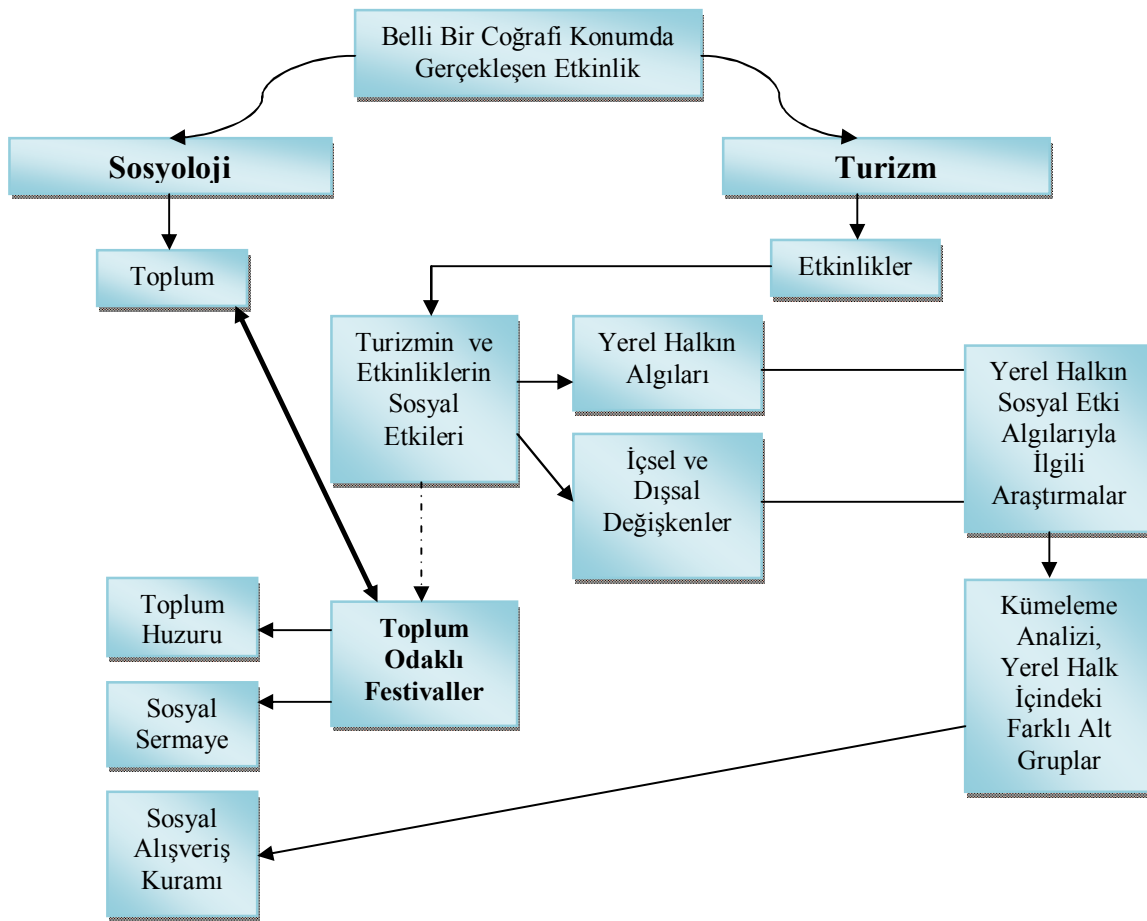 Belli Bir Coğrafi Konumda
Gerçekleşen Etkinlik
Sosyoloji
Turizm
Toplum
Etkinlikler
Turizmin ve
Etkinliklerin
Sosyal
Etkileri
Yerel Halkın
Algıları
Yerel Halkın
Sosyal Etki
Algılarıyla
İlgili
Araştırmalar
İçsel ve
Dışsal
Değişkenler
Toplum
Huzuru
Toplum
Odaklı
Festivaller
Kümeleme
Analizi,
Yerel Halk
İçindeki
Farklı Alt
Gruplar
Sosyal
Sermaye
Sosyal
Alışveriş
Kuramı